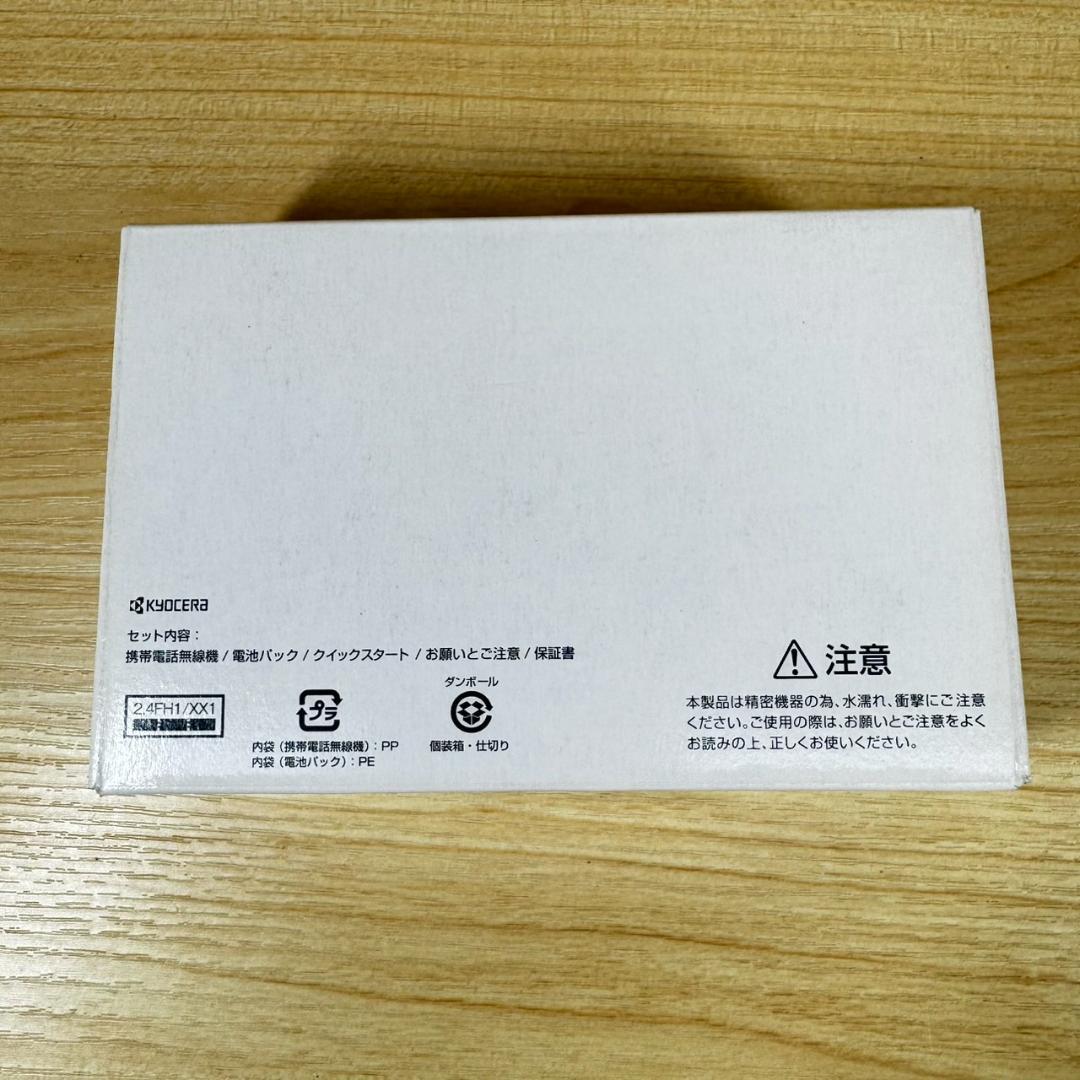 KYOCERA
セット内容：
携帯電話無線機 / 電池パック / クイックスタート / お願いとご注意 / 保証書
2.4FH1/XX1
プラ
内袋（携帯電話無線機）：PP
内袋（電池パック）：PE
ダンボール
個装箱・仕切り
注意
本製品は精密機器の為、水濡れ、衝撃にご注意
ください。ご使用の際は、お願いとご注意をよく
お読みの上、正しくお使いください。